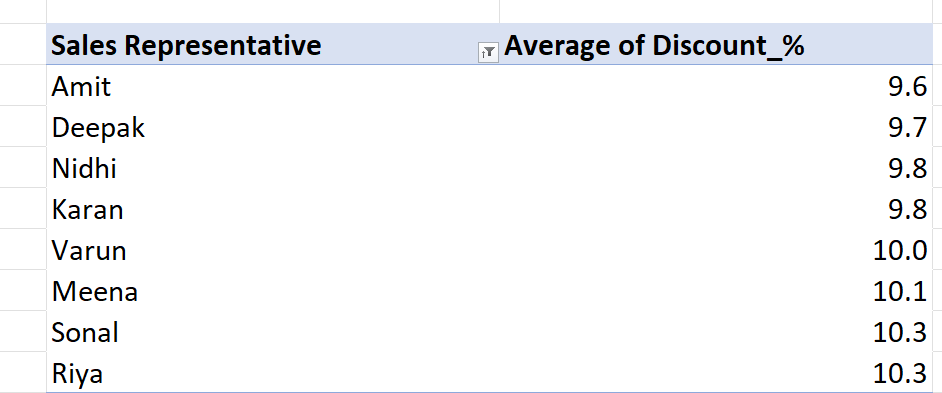 Sales Representative Average of Discount_%
Amit 9.6
Deepak 9.7
Nidhi 9.8
Karan 9.8
Varun 10.0
Meena 10.1
Sonal 10.3
Riya 10.3